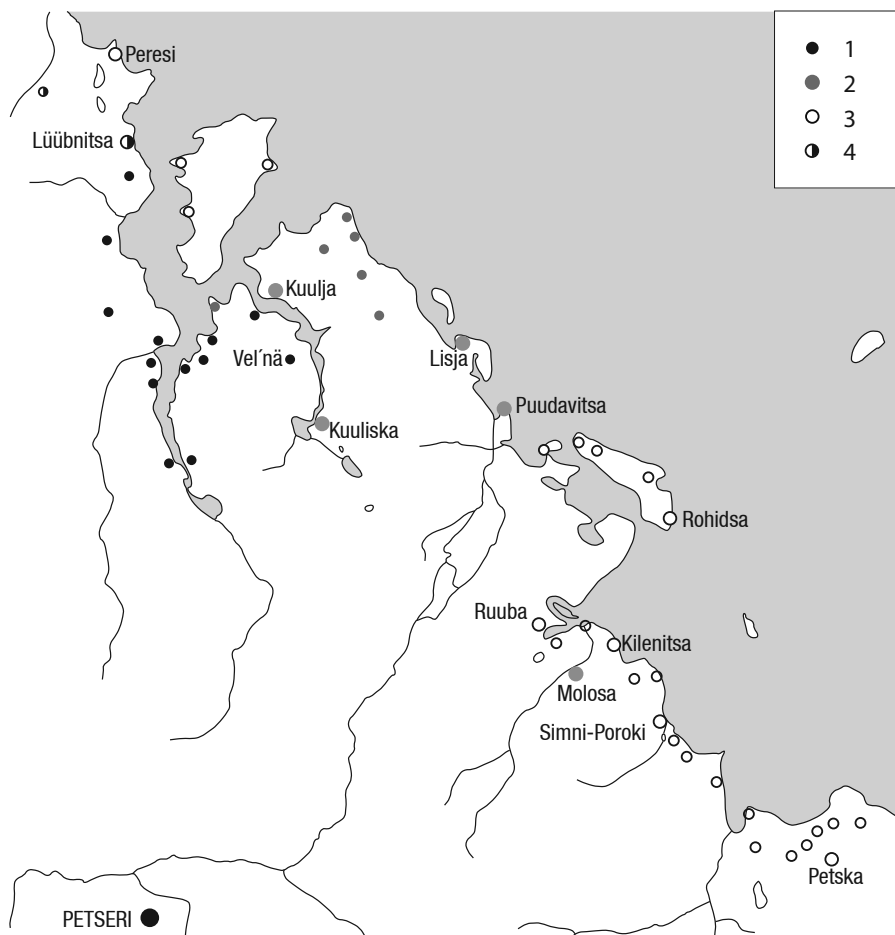 Peresi
1
2
3
4
Lüübnitsa
Kuulja
Vel´nä
Lisja
Puudavitsa
Kuuliska
Rohidsa
Ruuba
Kilenitsa
Molosa
Simni-Poroki
Petska
PETSERI